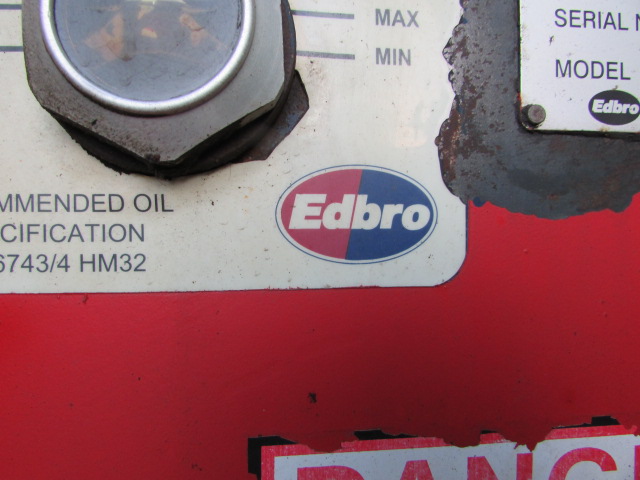 MAX
MIN
SERIAL N
MODEL
Edbro
MMENDED OIL
CIFICATION
6743/4 HM32
Edbro
DANG